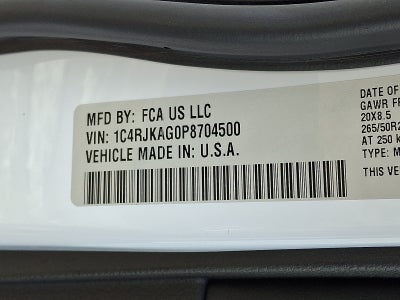 MFD BY: FCA US LLC
VIN: 1C4RJKAG0P8704500
VEHICLE MADE IN: U.S.A.
DATE OF
GAWR FR
20X8.5
265/50R2
AT 250 k
TYPE: M
THIS VE